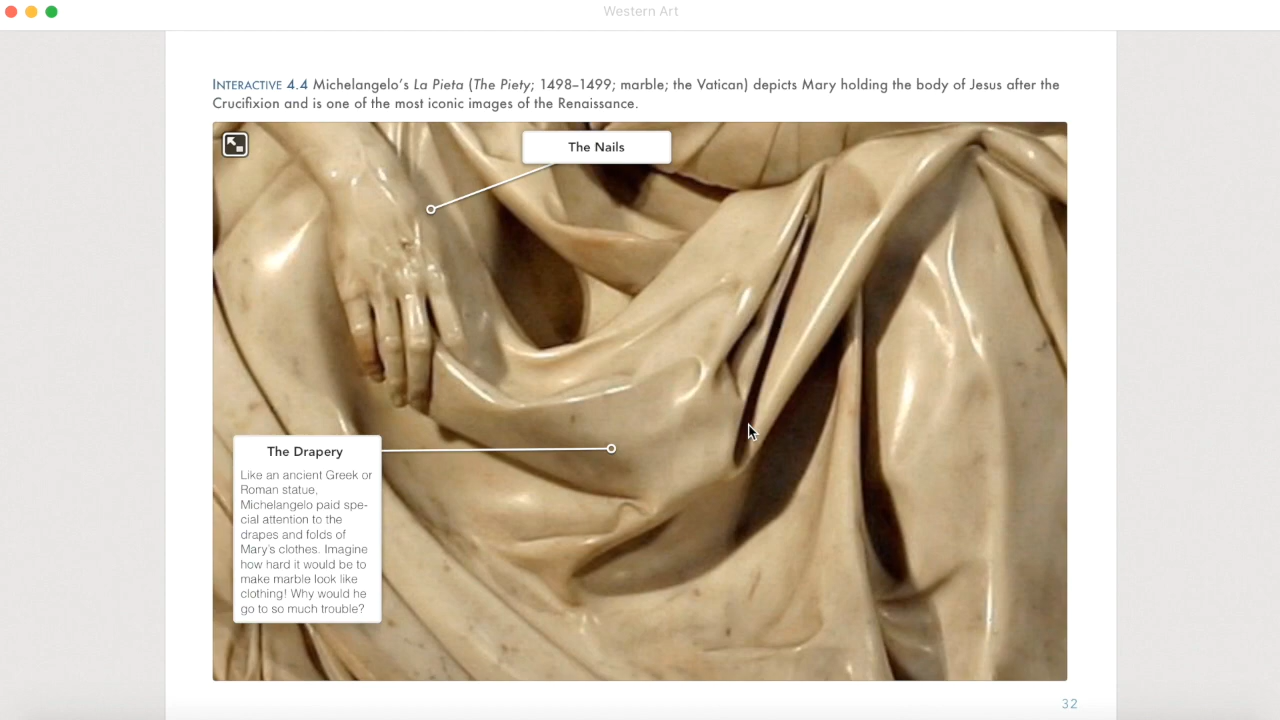 Western Art
INTERACTIVE 4.4 Michelangelo's La Pieta (The Piety; 1498–1499; marble; the Vatican) depicts Mary holding the body of Jesus after the
Crucifixion and is one of the most iconic images of the Renaissance.
The Nails
The Drapery
Like an ancient Greek or
Roman statue,
Michelangelo paid spe-
cial attention to the
drapes and folds of
Mary's clothes. Imagine
how hard it would be to
make marble look like
clothing! Why would he
go to so much trouble?
32